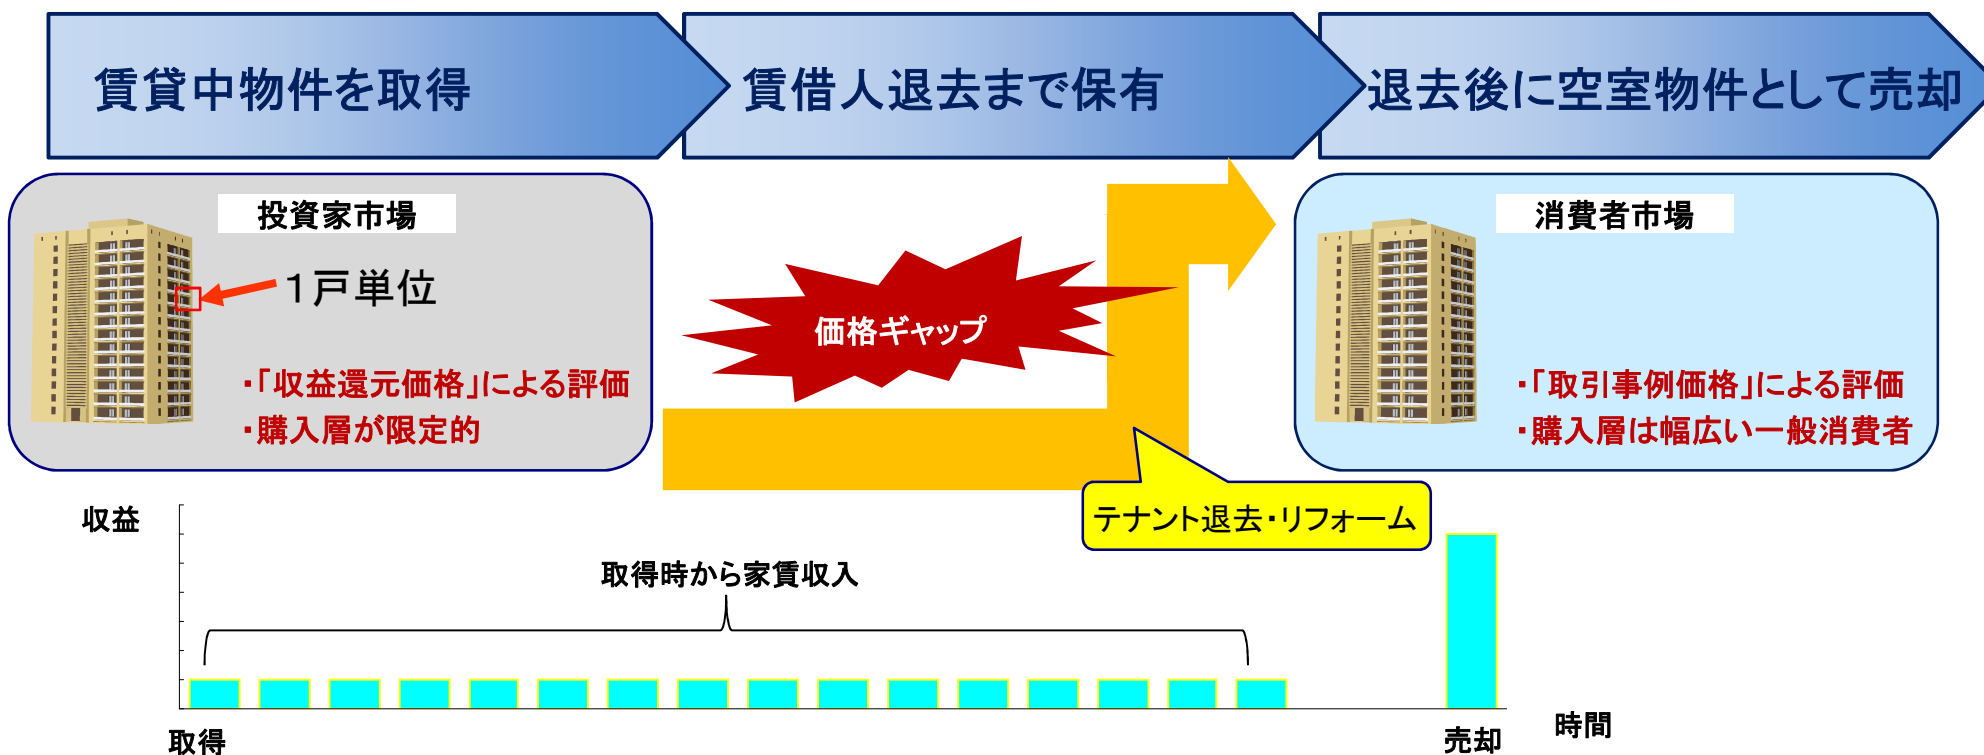 賃貸中物件を取得
賃借人退去まで保有
退去後に空室物件として売却
投資家市場
1戸単位
・「収益還元価格」による評価
・購入層が限定的
価格ギャップ
消費者市場
・「取引事例価格」による評価
・購入層は幅広い一般消費者
テナント退去・リフォーム
収益
取得時から家賃収入
取得
売却
時間